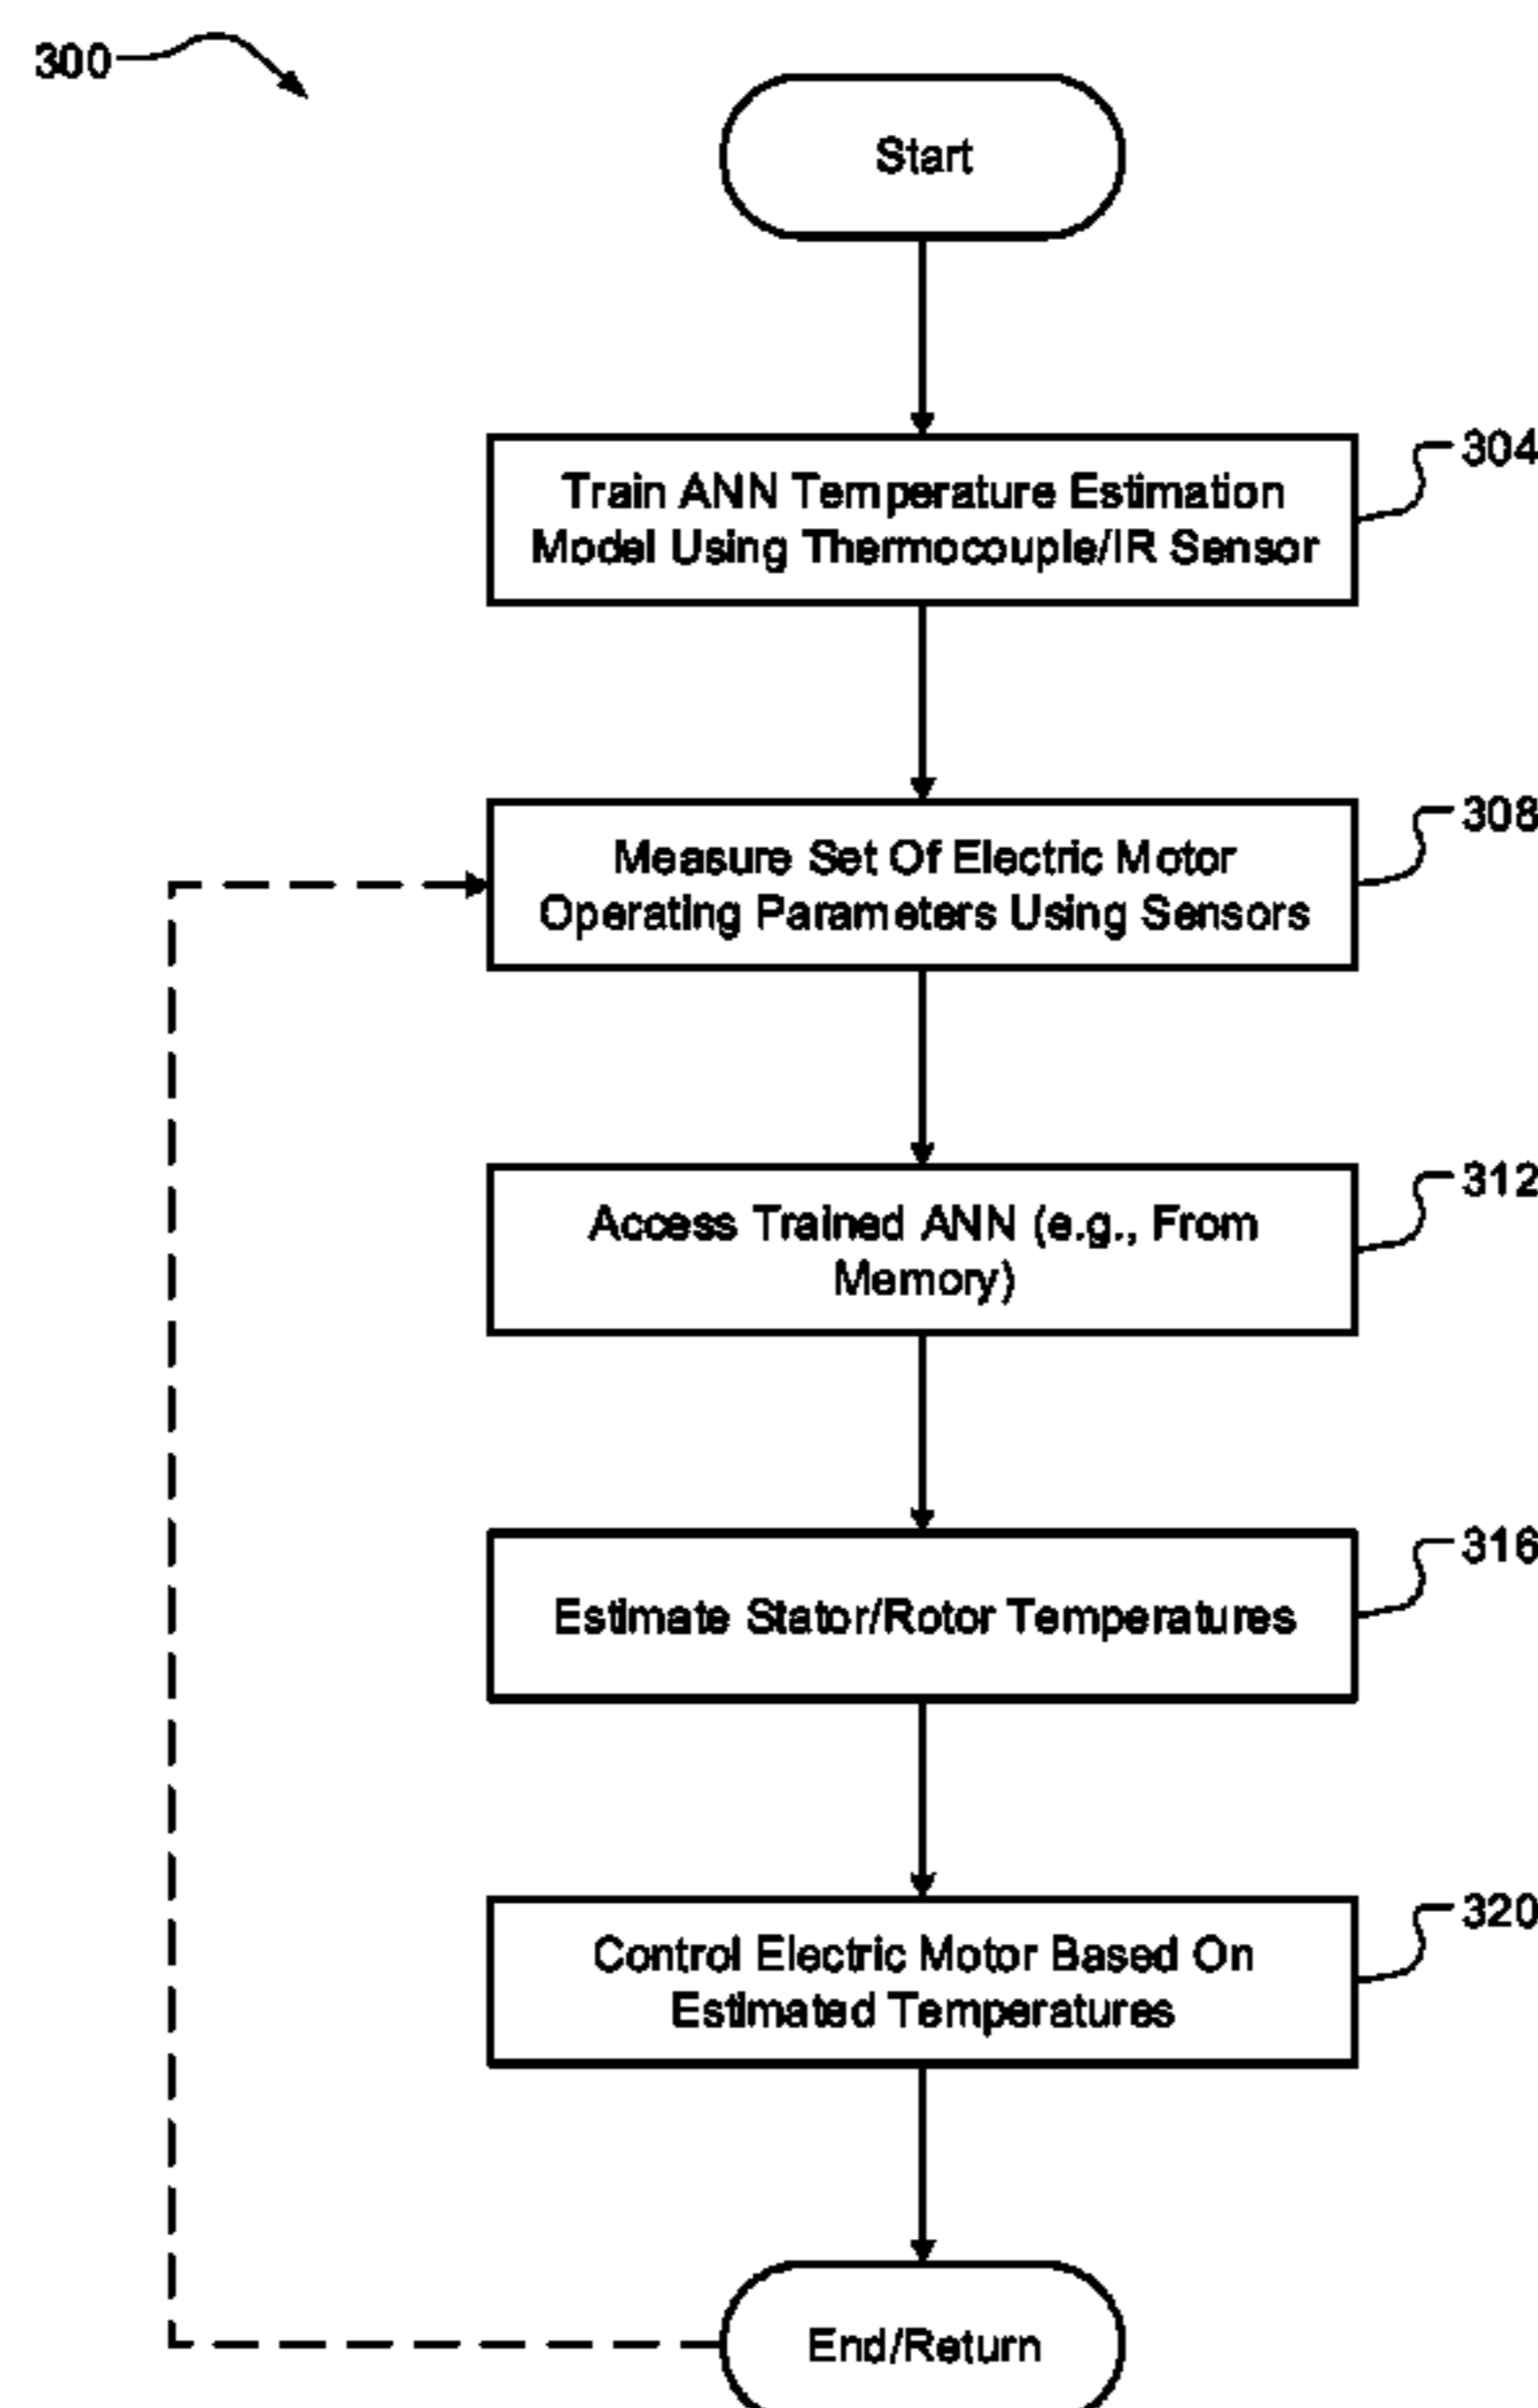 300
Start
Train ANN Temperature Estimation
Model Using Thermocouple/IR Sensor
304
Measure Set Of Electric Motor
Operating Parameters Using Sensors
308
Access Trained ANN (e.g., From
Memory)
312
Estimate Stator/Rotor Temperatures
316
Control Electric Motor Based On
Estimated Temperatures
320
End/Return